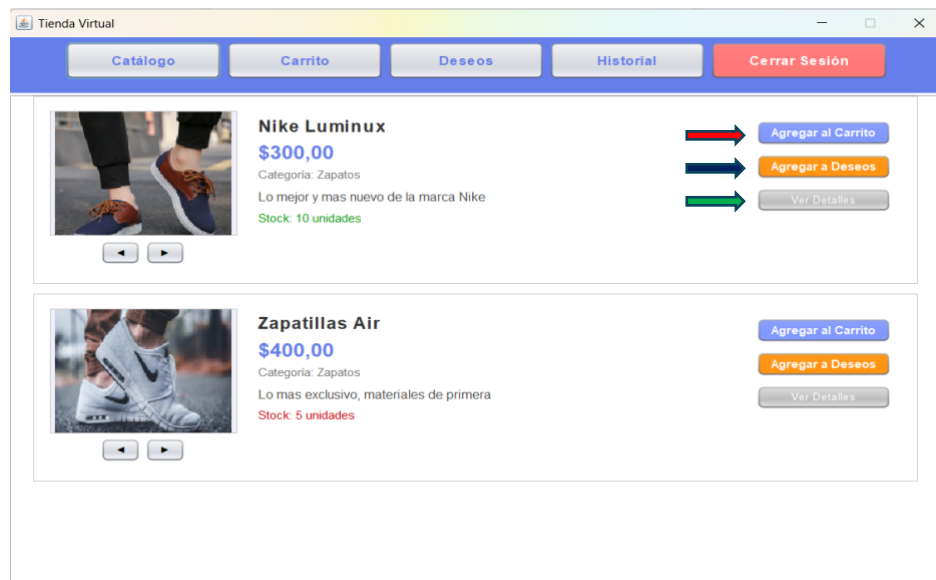 Tienda Virtual
Catálogo
Carrito
Deseos
Historial
Cerrar Sesión
Nike Luminux
$300,00
Categoría: Zapatos
Lo mejor y mas nuevo de la marca Nike
Stock: 10 unidades
Agregar al Carrito
Agregar a Deseos
Ver Detalles
Zapatillas Air
$400,00
Categoría: Zapatos
Lo mas exclusivo, materiales de primera
Stock: 5 unidades
Agregar al Carrito
Agregar a Deseos
Ver Detalles